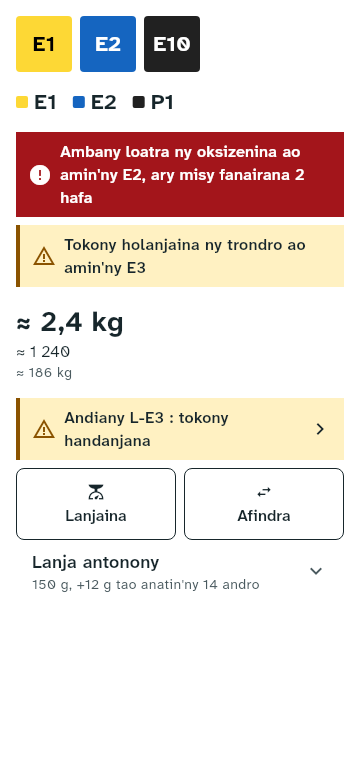 E1 E2 E10
E1 E2 P1
Ambany loatra ny oksizenina ao
amin'ny E2, ary misy fanairana 2
hafa
Tokony holanjaina ny trondro ao
amin'ny E3
≈ 2,4 kg
≈ 1 240
≈ 186 kg
Andiany L-E3 : tokony
handanjana
Lanjaina Afindra
Lanja antonony
150 g, +12 g tao anatin'ny 14 andro